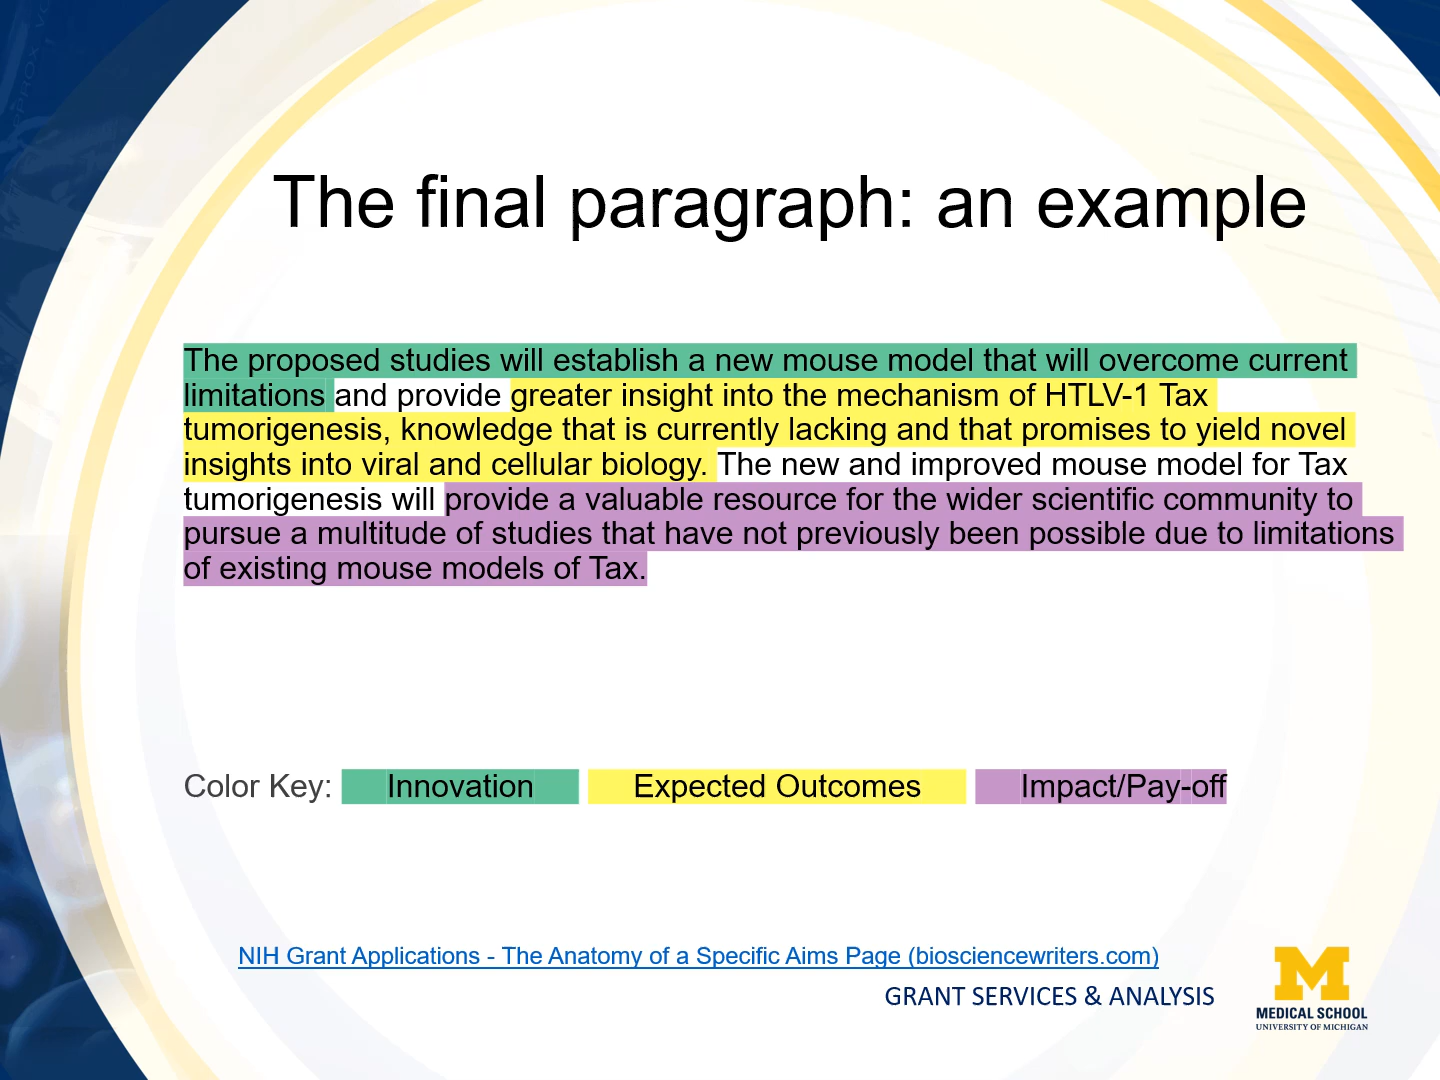 The final paragraph: an example
The proposed studies will establish a new mouse model that will overcome current
limitations and provide greater insight into the mechanism of HTLV-1 Tax
tumorigenesis, knowledge that is currently lacking and that promises to yield novel
insights into viral and cellular biology. The new and improved mouse model for Tax
tumorigenesis will provide a valuable resource for the wider scientific community to
pursue a multitude of studies that have not previously been possible due to limitations
of existing mouse models of Tax.
Color Key: Innovation Expected Outcomes Impact/Pay-off
NIH Grant Applications - The Anatomy of a Specific Aims Page (biosciencewriters.com)
GRANT SERVICES & ANALYSIS
M
MEDICAL SCHOOL
UNIVERSITY OF MICHIGAN